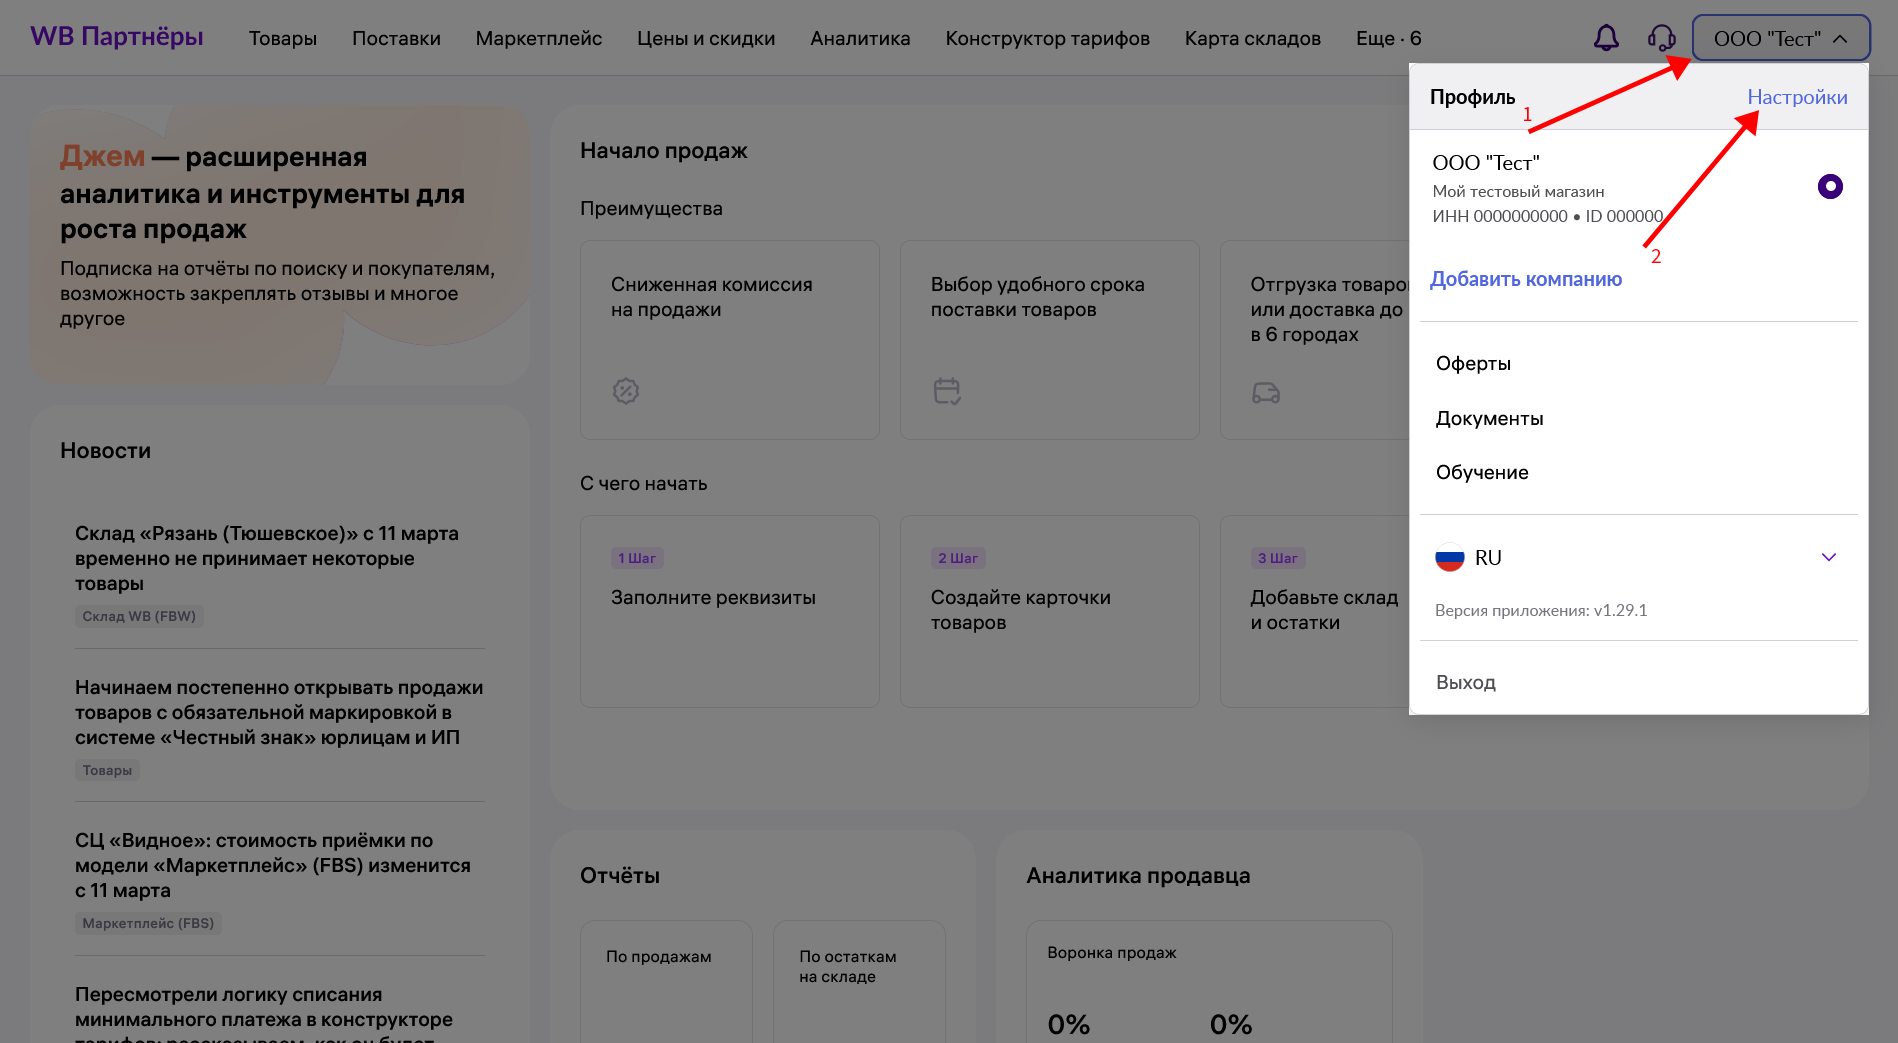 WB Партнёры
Товары
Поставки
Маркетплейс
Цены и скидки
Аналитика
Конструктор тарифов
Карта складов
Еще · 6
ООО "Тест"
Джем — расширенная
аналитика и инструменты для
роста продаж
Подписка на отчёты по поиску и покупателям,
возможность закреплять отзывы и многое
другое
Новости
Склад «Рязань (Тюшевское)» с 11 марта
временно не принимает некоторые
товары
Склад WB (FBW)
Начинаем постепенно открывать продажи
товаров с обязательной маркировкой в
системе «Честный знак» юрлицам и ИП
Товары
СЦ «Видное»: стоимость приёмки по
модели «Маркетплейс» (FBS) изменится
с 11 марта
Маркетплейс (FBS)
Пересмотрели логику списания
минимального платежа в конструкторе
Начало продаж
Преимущества
Сниженная комиссия
на продажи
Выбор удобного срока
поставки товаров
Отгрузка
или доставка до
в 6 городах
С чего начать
1 Шаг
Заполните реквизиты
2 Шаг
Создайте карточки
товаров
3 Шаг
Добавьте склад
и остатки
Отчёты
По продажам
По остаткам
на складе
Аналитика продавца
Воронка продаж
0%
0%
Профиль
1
Настройки
ООО "Тест"
Мой тестовый магазин
ИНН 0000000000 • ID 000000
2
Добавить компанию
Оферты
Документы
Обучение
RU
Версия приложения: v1.29.1
Выход